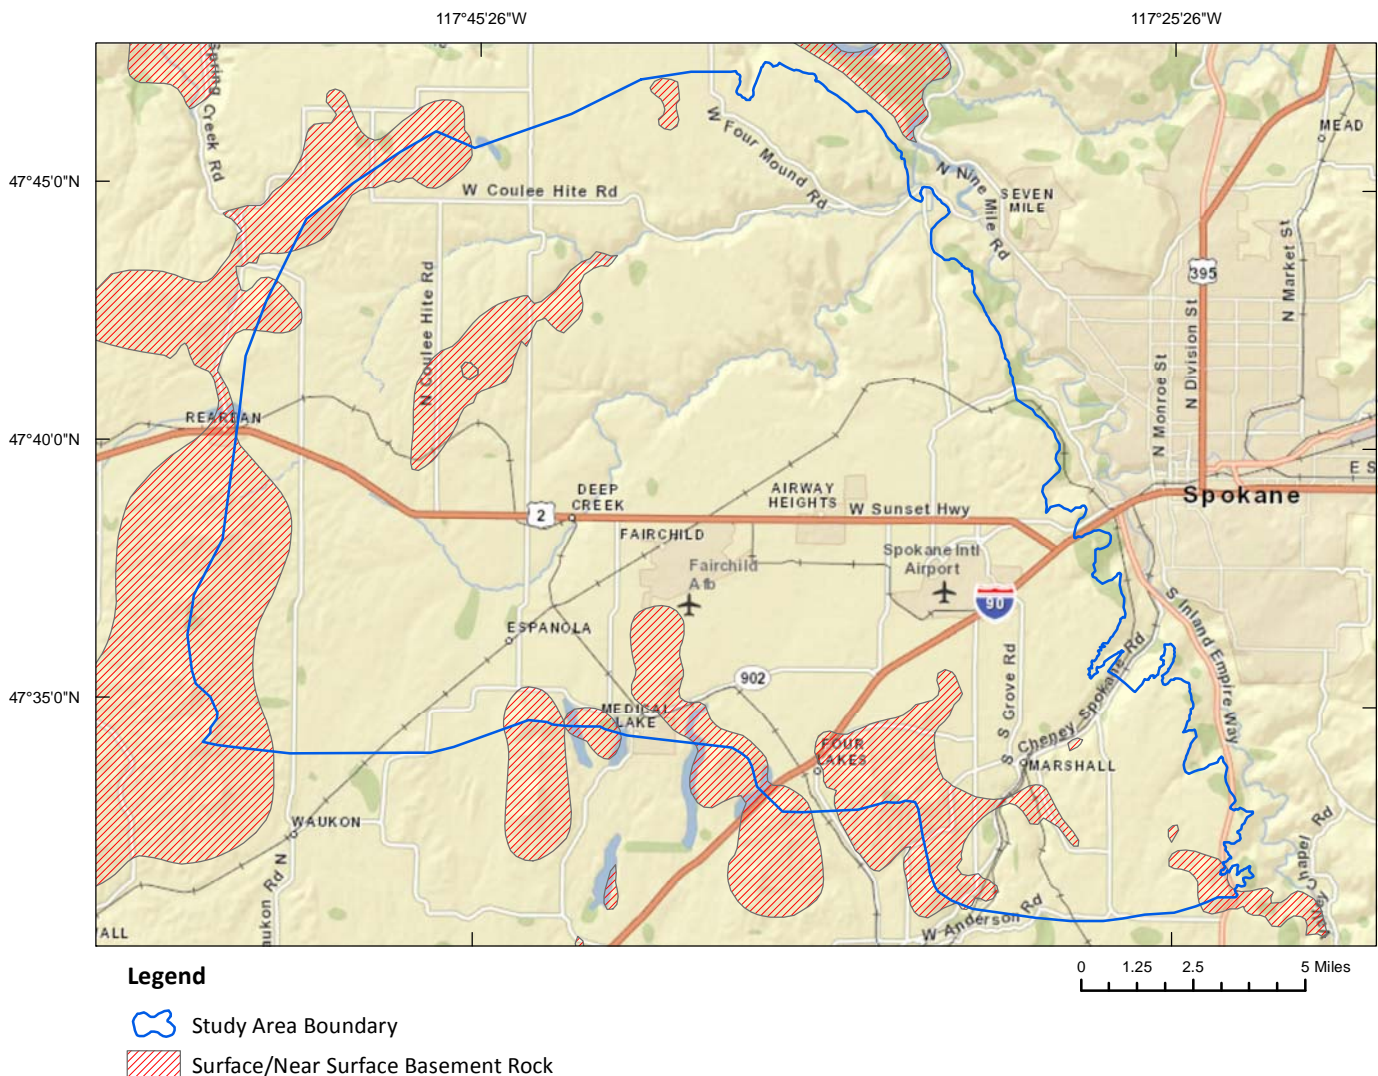 117°45'26"W
117°25'26"W
Spring
Creek Rd
W Four Mound Rd
MEAD
47°45'0"N
W Coulee Hite Rd
N Nine Mile Rd
SEVEN
MILE
N Coulee Hite Rd
395
N Market St
N Division St
N Monroe St
REARDAN
47°40'0"N
E S
Spokane
DEEP
CREEK
AIRWAY
HEIGHTS
2
W Sunset Hwy
FAIRCHILD
Fairchild
Afb
Spokane Intl
Airport
90
S Inland Empire Way
ESPANOLA
902
S Grove Rd
Cheney Spokane Rd
47°35'0"N
MEDICAL
LAKE
FOUR
LAKES
S
MARSHALL
WAUKON
aukon Rd N
Chapel Rd
W Anderson Rd
/ALL
Legend
0 1.25 2.5 5 Miles
Study Area Boundary
Surface/Near Surface Basement Rock